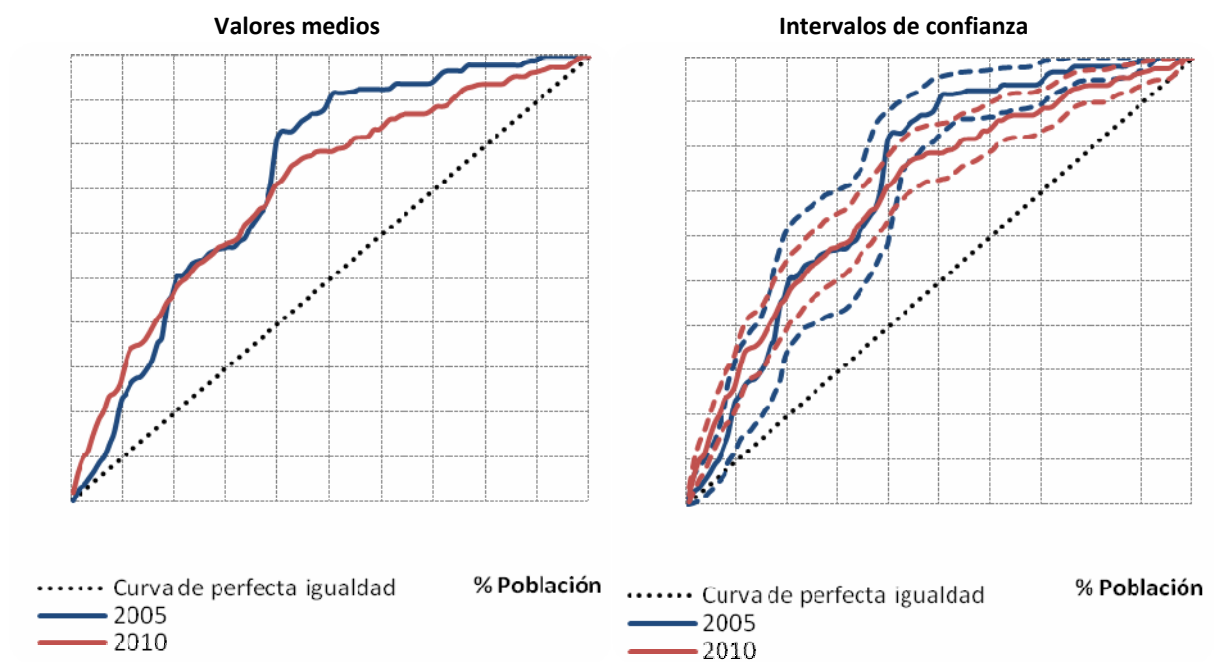 Valores medios
Intervalos de confianza
Curva de perfecta igualdad
% Población
2005
2010
Curva de perfecta igualdad
% Población
2005
2010